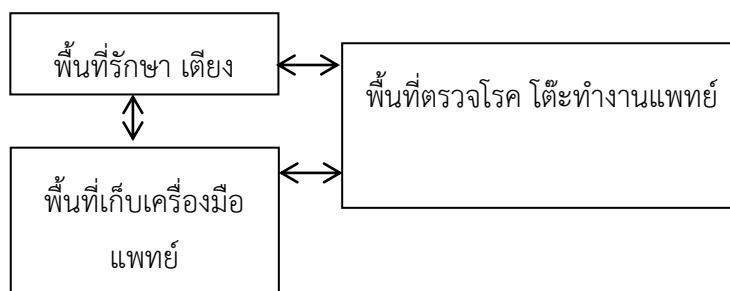 พื้นที่รักษา เตียง
พื้นที่ตรวจโรค โต๊ะทำงานแพทย์
พื้นที่เก็บเครื่องมือ
แพทย์